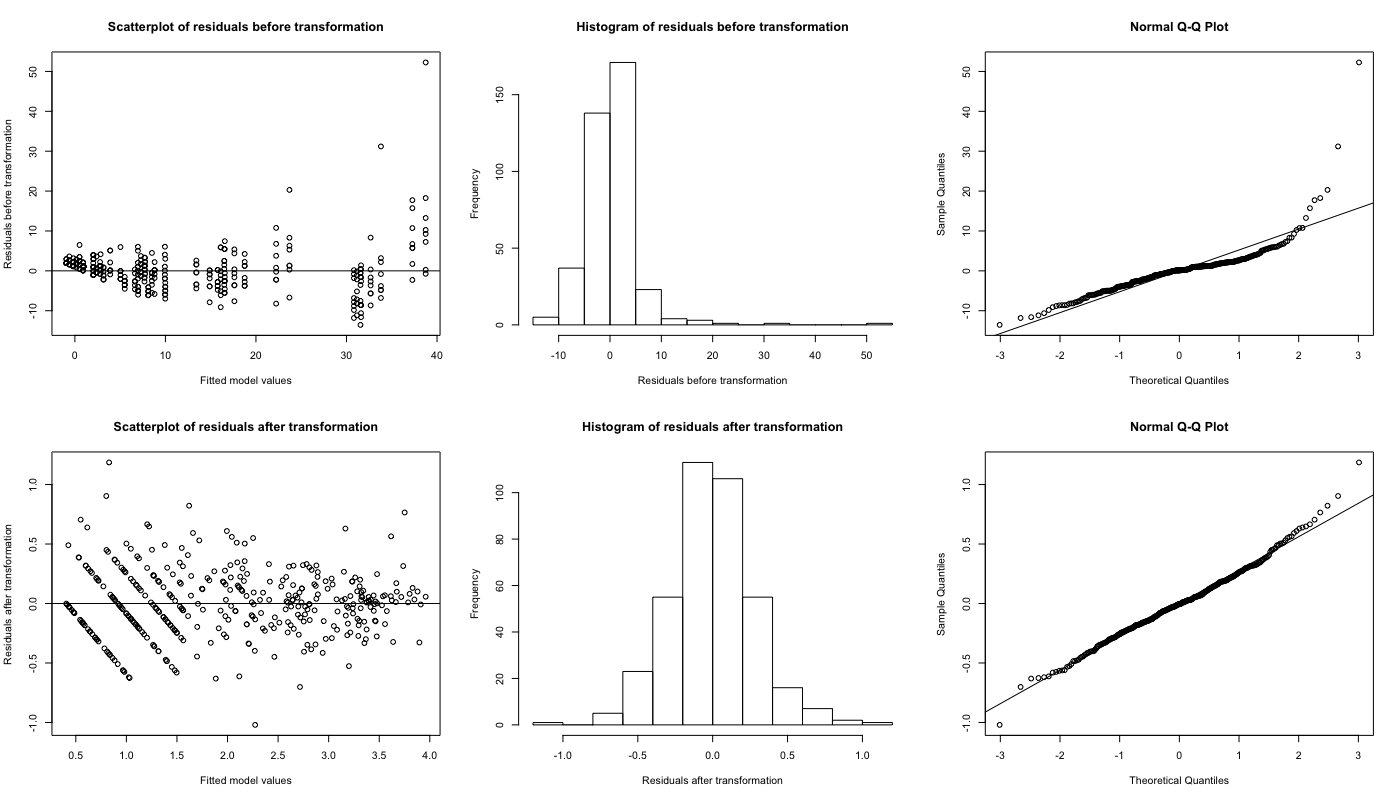 Scatterplot of residuals before transformation
Residuals before transformation
50
40
30
20
10
0
-10
0 10 20 30 40
Fitted model values
Histogram of residuals before transformation
Frequency
150
100
50
0
-10 0 10 20 30 40 50
Residuals before transformation
Normal Q-Q Plot
Sample Quantiles
50
40
30
20
10
0
-10
-3 -2 -1 0 1 2 3
Theoretical Quantiles
Scatterplot of residuals after transformation
Residuals after transformation
1.0
0.5
0.0
-0.5
-1.0
0.5 1.0 1.5 2.0 2.5 3.0 3.5 4.0
Fitted model values
Histogram of residuals after transformation
Frequency
100
80
60
40
20
0
-1.0 -0.5 0.0 0.5 1.0
Residuals after transformation
Normal Q-Q Plot
Sample Quantiles
1.0
0.5
0.0
-0.5
-1.0
-3 -2 -1 0 1 2 3
Theoretical Quantiles